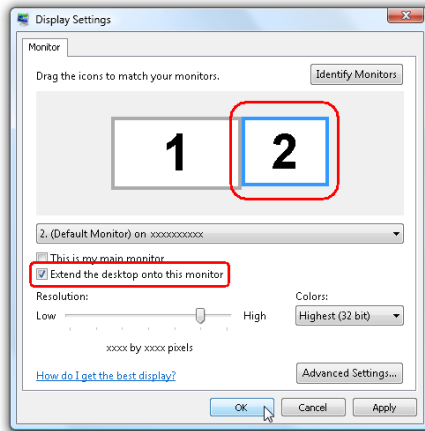 Display Settings
Monitor
Drag the icons to match your monitors.
Identify Monitors
1
2
2. (Default Monitor) on xxxxxxxxxx
This is my main monitor
Extend the desktop onto this monitor
Resolution:
Colors:
Low
High
Highest (32 bit)
xxxx by xxxx pixels
How do I get the best display?
Advanced Settings...
OK
Cancel
Apply